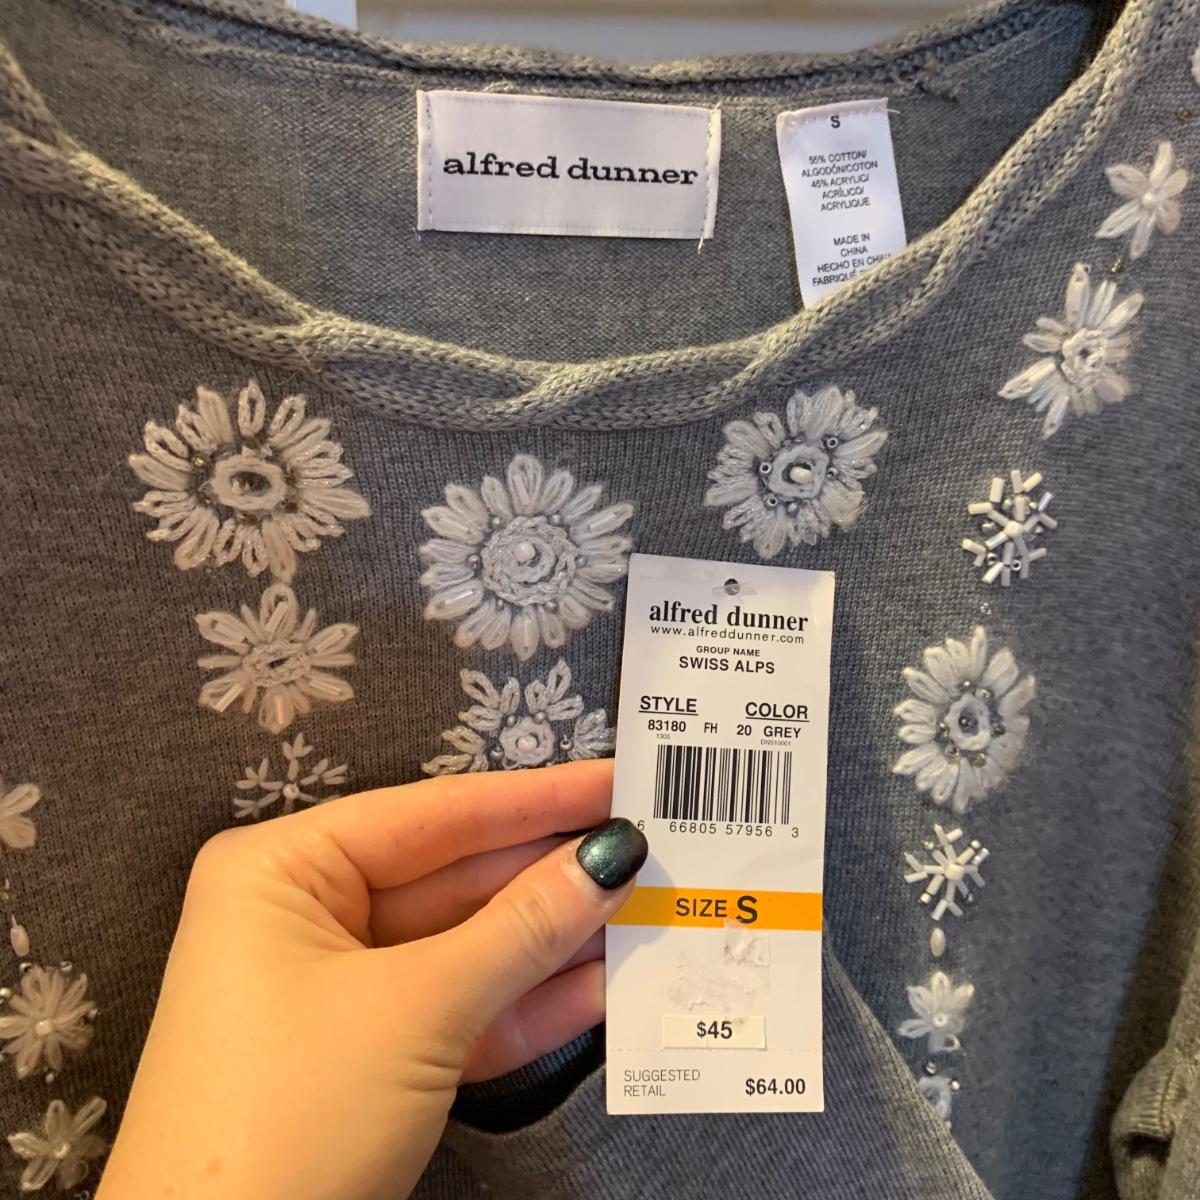 alfred dunner
S
55% COTTON/
ALGODÓN/COTON
45% ACRYLIC/
ACRÍLICO/
ACRYLIQUE
MADE IN
CHINA
HECHO EN CHINA
FABRIQUÉ
alfred dunner
www.alfreddunner.com
GROUP NAME
SWISS ALPS
STYLE COLOR
83180 FH 20 GREY
1305 DNS10001
6 66805 57956 3
SIZE S
$45
SUGGESTED
RETAIL $64.00